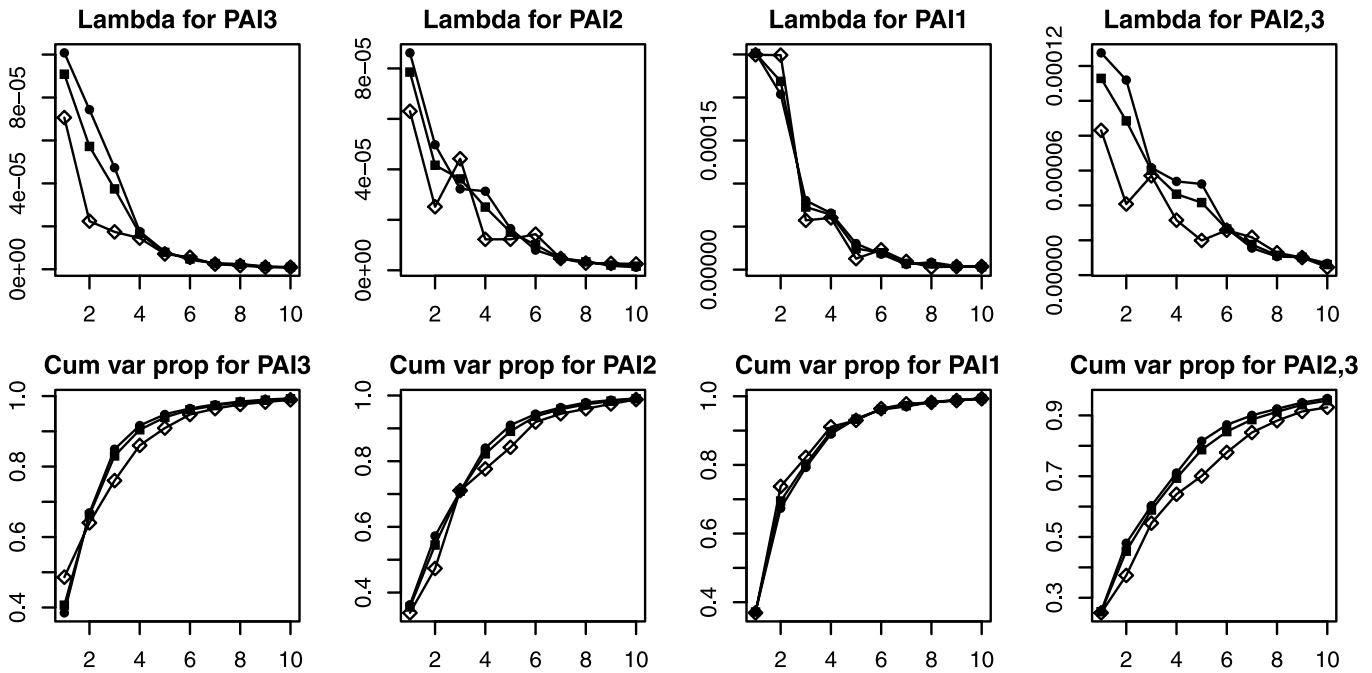 Lambda for PAI3 Lambda for PAI2 Lambda for PAI1 Lambda for PAI2,3
0e+00 4e−05 8e−05
2 4 6 8 10
0e+00 4e−05 8e−05
2 4 6 8 10
0.00000 0.00015
2 4 6 8 10
0.00000 0.00006 0.00012
2 4 6 8 10
Cum var prop for PAI3 Cum var prop for PAI2 Cum var prop for PAI1 Cum var prop for PAI2,3
0.4 0.6 0.8 1.0
2 4 6 8 10
0.4 0.6 0.8 1.0
2 4 6 8 10
0.4 0.6 0.8 1.0
2 4 6 8 10
0.3 0.5 0.7 0.9
2 4 6 8 10